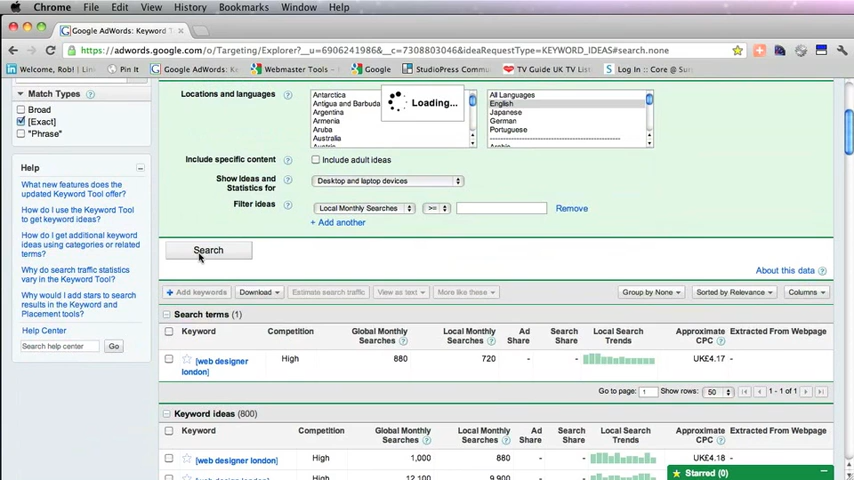 Chrome File Edit View History Bookmarks Window Help
Google AdWords: Keyword T
https://adwords.google.com/o/Targeting/Explorer?__u=6906241986&__c=7308803046&ideaRequestType=KEYWORD_IDEAS#search.none
Welcome, Rob! | Lin Pin It Google AdWords: Ke Webmaster Tools - Google StudioPress Commu TV Guide UK TV List Log In :: Core @ Sum
Match Types
Broad
[Exact]
"Phrase"
Help
What new features does the
updated Keyword Tool offer?
How do I use the Keyword Tool
to get keyword ideas?
How do I get additional keyword
ideas using categories or related
terms?
Why do search traffic statistics
vary in the Keyword Tool?
Why would I add stars to search
results in the Keyword and
Placement tools?
Help Center
Search help center Go
Locations and languages
Antarctica
Antigua and Barbuda
Argentina
Armenia
Aruba
Australia
Loading...
All Languages
English
Japanese
German
Portuguese
Include specific content Include adult ideas
Show Ideas and
Statistics for
Desktop and laptop devices
Filter ideas Local Monthly Searches >= Remove
+ Add another
Search
About this data
+ Add keywords Download Estimate search traffic View as text More like these Group by None Sorted by Relevance Columns
Search terms (1)
Keyword Competition Global Monthly Searches Local Monthly Searches Ad Share Search Share Local Search Trends Approximate CPC Extracted From Webpage
[web designer london] High 880 720 - - UK£4.17 -
Go to page: 1 Show rows: 50 1 - 1 of 1
Keyword ideas (800)
Keyword Competition Global Monthly Searches Local Monthly Searches Ad Share Search Share Local Search Trends Approximate CPC Extracted From Webpage
[web designer london] High 1,000 880 - - UK£4.18 -
[web design london] High 12,100 9,900
Starred (0)